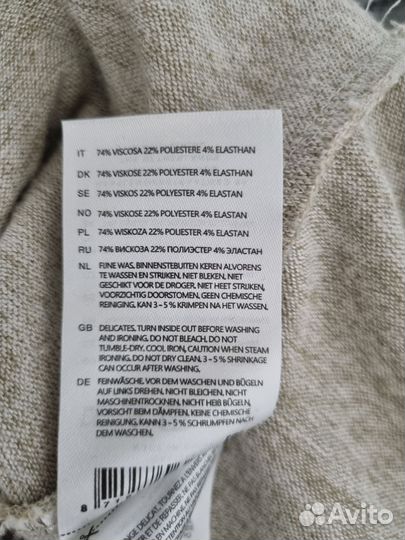 IT 74% VISCOSA 22% POLIESTERE 4% ELASTHAN
DK 74% VISKOSE 22% POLYESTER 4% ELASTHAN
SE 74% VISKOS 22% POLYESTER 4% ELASTAN
NO 74% VISKOSE 22% POLYESTER 4% ELASTAN
PL 74% WISKOZA 22% POLIESTER 4% ELASTAN
RU 74% ВИСКОЗА 22% ПОЛИЭСТЕР 4% ЭЛАСТАН
NL FIJNE WAS, BINNENSTEBUITEN KEREN ALVORENS
TE WASSEN EN STRIJKEN, NIET BLEKEN, NIET
GESCHIKT VOOR DE DROGER, NIET HEET STRIJKEN,
VOORZICHTIG DOORSTOMEN, GEEN CHEMISCHE
REINIGING, KAN 3 – 5 % KRIMPEN NA HET WASSEN.
GB DELICATES, TURN INSIDE OUT BEFORE WASHING
AND IRONING. DO NOT BLEACH, DO NOT
TUMBLE-DRY, COOL IRON, CAUTION WHEN STEAM
IRONING. DO NOT DRY CLEAN. 3 – 5 % SHRINKAGE
CAN OCCUR AFTER WASHING.
DE FEINWÄSCHE, VOR DEM WASCHEN UND BÜGELN
AUF LINKS DREHEN, NICHT BLEICHEN, NICHT
MASCHINENTROCKNEN, NICHT HEIß BÜGELN,
VORSICHT BEIM DÄMPFEN, KEINE CHEMISCHE
REINIGUNG, KANN 3 – 5 % SCHRUMPFEN NACH
DEM WASCHEN.
8
Avito